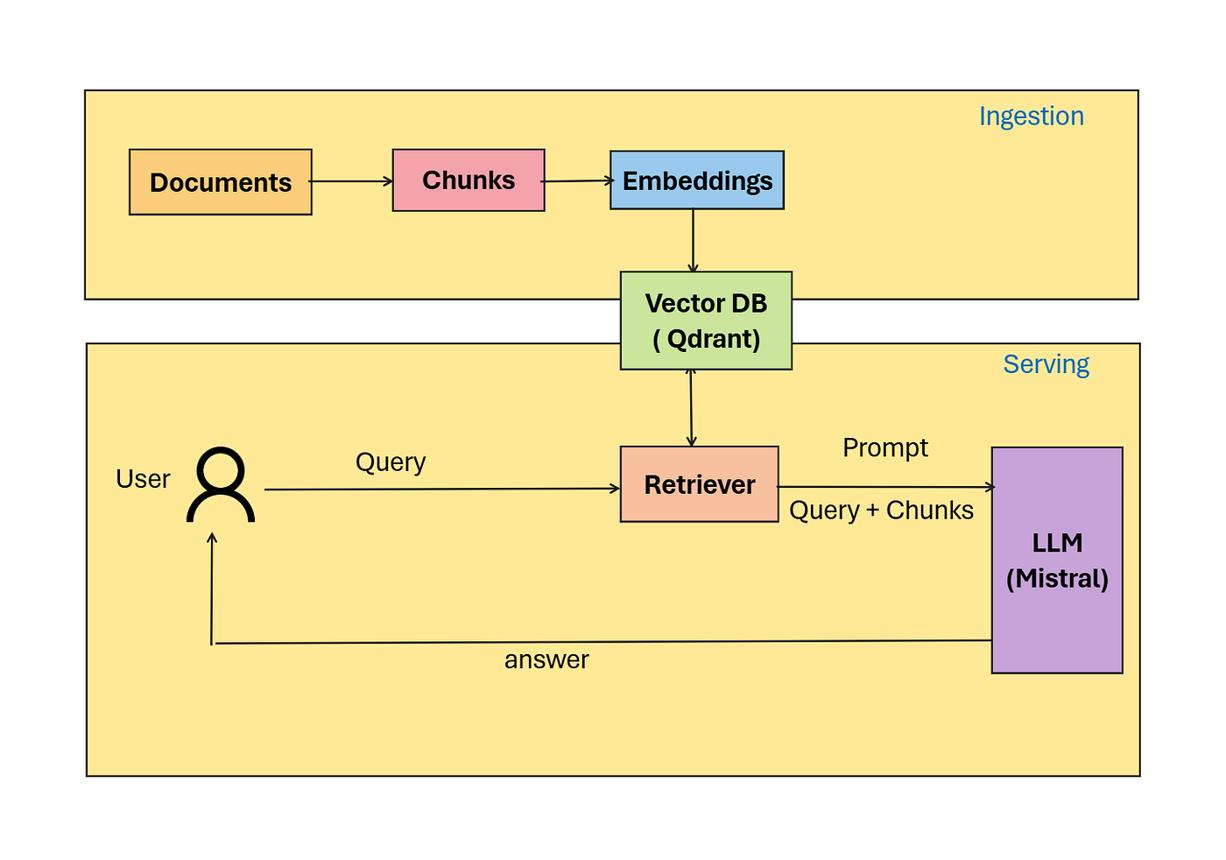 Ingestion
Documents
Chunks
Embeddings
Vector DB
( Qdrant)
Serving
User
Query
Retriever
Prompt
Query + Chunks
LLM
(Mistral)
answer